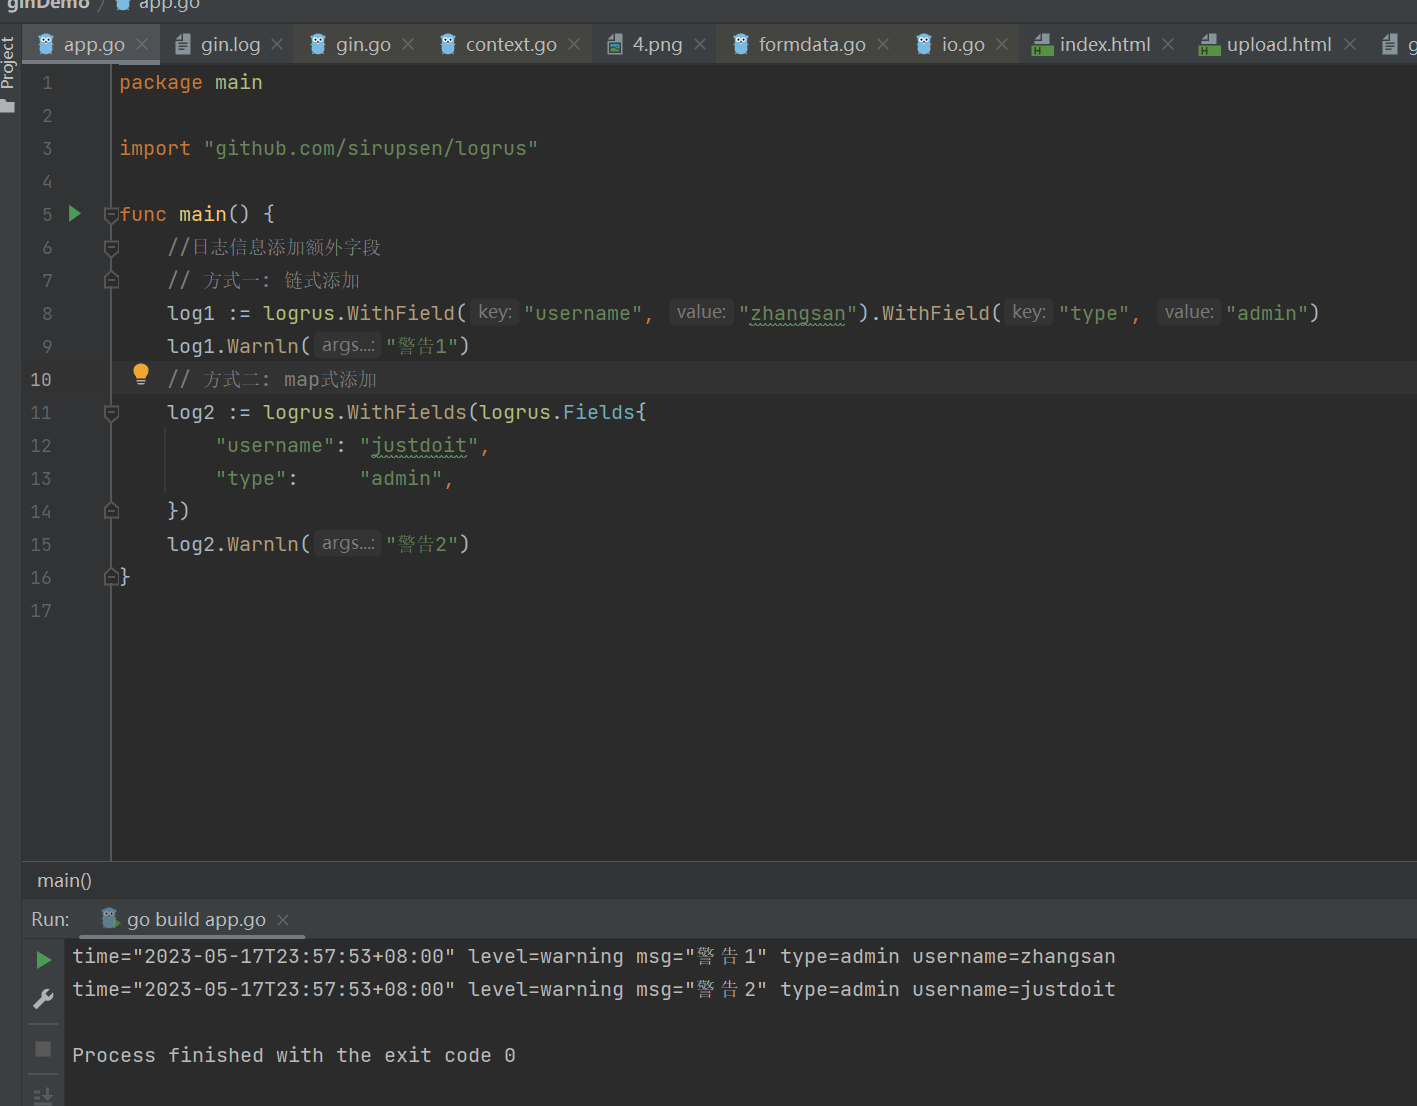 ginDemo / app.go
app.go gin.log gin.go context.go 4.png formdata.go io.go index.html upload.html g
Project
1 package main
2
3 import "github.com/sirupsen/logrus"
4
5 func main() {
6 //日志信息添加额外字段
7 // 方式一: 链式添加
8 log1 := logrus.WithField( key: "username", value: "zhangsan").WithField( key: "type", value: "admin")
9 log1.Warnln( args...: "警告1")
10 // 方式二: map式添加
11 log2 := logrus.WithFields(logrus.Fields{
12 "username": "justdoit",
13 "type": "admin",
14 })
15 log2.Warnln( args...: "警告2")
16 }
17
main()
Run: go build app.go
time="2023-05-17T23:57:53+08:00" level=warning msg="警告1" type=admin username=zhangsan
time="2023-05-17T23:57:53+08:00" level=warning msg="警告2" type=admin username=justdoit
Process finished with the exit code 0